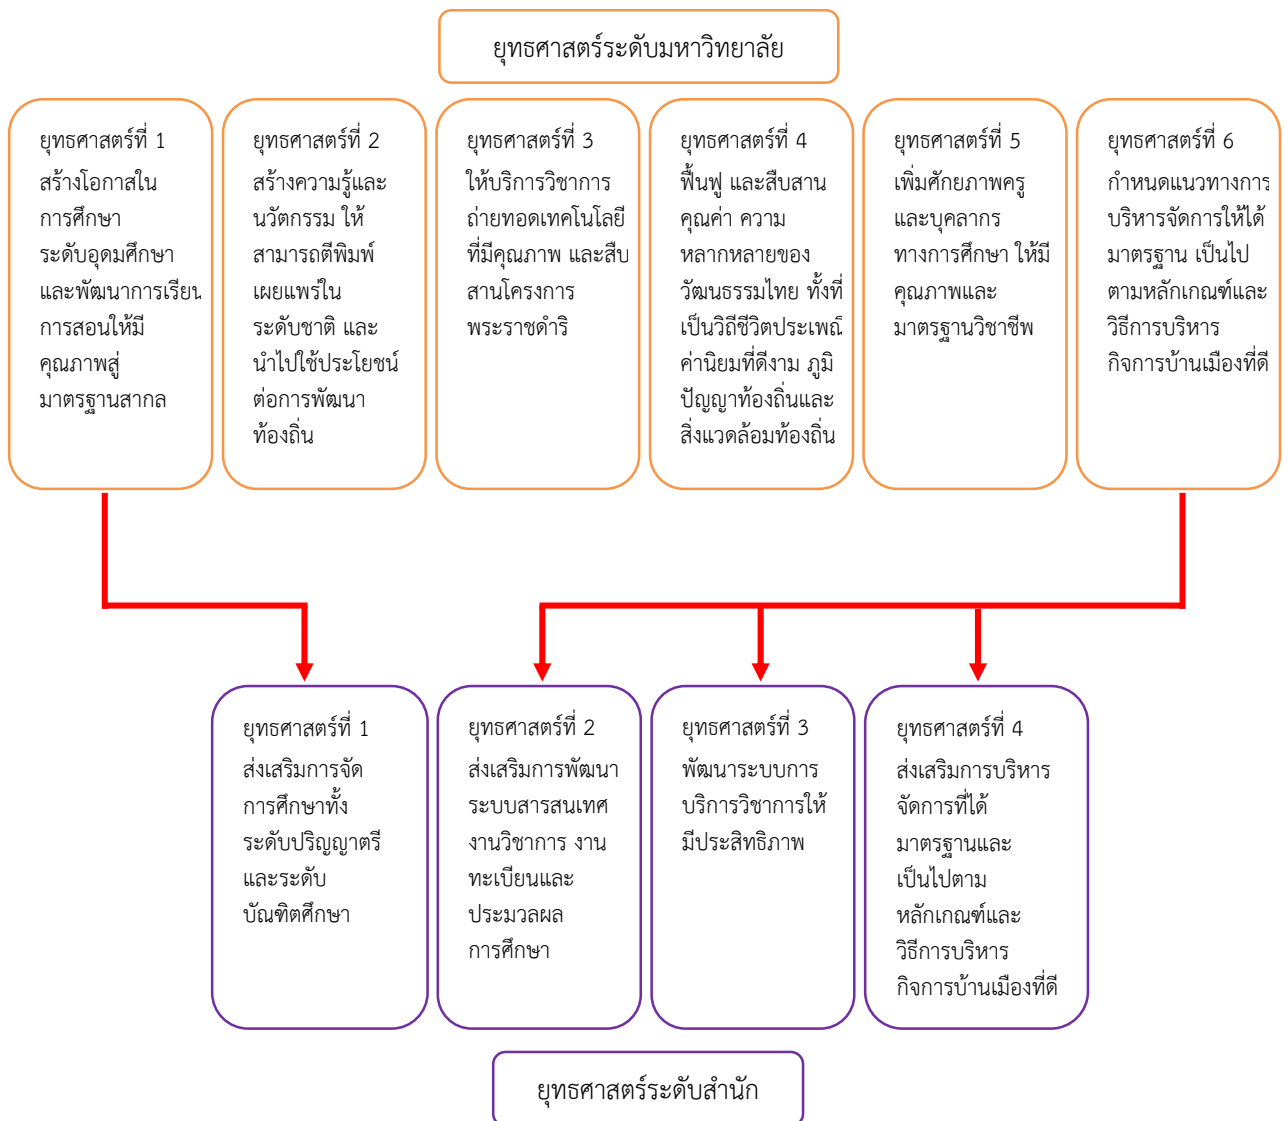 ยุทธศาสตร์ระดับมหาวิทยาลัย
ยุทธศาสตร์ที่ 1
สร้างโอกาสใน
การศึกษา
ระดับอุดมศึกษา
และพัฒนาการเรียน
การสอนให้มี
คุณภาพสู่
มาตรฐานสากล
ยุทธศาสตร์ที่ 2
สร้างความรู้และ
นวัตกรรม ให้
สามารถตีพิมพ์
เผยแพร่ใน
ระดับชาติ และ
นำไปใช้ประโยชน์
ต่อการพัฒนา
ท้องถิ่น
ยุทธศาสตร์ที่ 3
ให้บริการวิชาการ
ถ่ายทอดเทคโนโลยี
ที่มีคุณภาพ และสืบ
สานโครงการ
พระราชดำริ
ยุทธศาสตร์ที่ 4
ฟื้นฟู และสืบสาน
คุณค่า ความ
หลากหลายของ
วัฒนธรรมไทย ทั้งที่
เป็นวิถีชีวิตประเพณี
ค่านิยมที่ดีงาม ภูมิ
ปัญญาท้องถิ่นและ
สิ่งแวดล้อมท้องถิ่น
ยุทธศาสตร์ที่ 5
เพิ่มศักยภาพครู
และบุคลากร
ทางการศึกษา ให้มี
คุณภาพและ
มาตรฐานวิชาชีพ
ยุทธศาสตร์ที่ 6
กำหนดแนวทางการ
บริหารจัดการให้ได้
มาตรฐาน เป็นไป
ตามหลักเกณฑ์และ
วิธีการบริหาร
กิจการบ้านเมืองที่ดี
ยุทธศาสตร์ที่ 1
ส่งเสริมการจัด
การศึกษาทั้ง
ระดับปริญญาตรี
และระดับ
บัณฑิตศึกษา
ยุทธศาสตร์ที่ 2
ส่งเสริมการพัฒนา
ระบบสารสนเทศ
งานวิชาการ งาน
ทะเบียนและ
ประมวลผล
การศึกษา
ยุทธศาสตร์ที่ 3
พัฒนาระบบการ
บริการวิชาการให้
มีประสิทธิภาพ
ยุทธศาสตร์ที่ 4
ส่งเสริมการบริหาร
จัดการที่ได้
มาตรฐานและ
เป็นไปตาม
หลักเกณฑ์และ
วิธีการบริหาร
กิจการบ้านเมืองที่ดี
ยุทธศาสตร์ระดับสำนัก